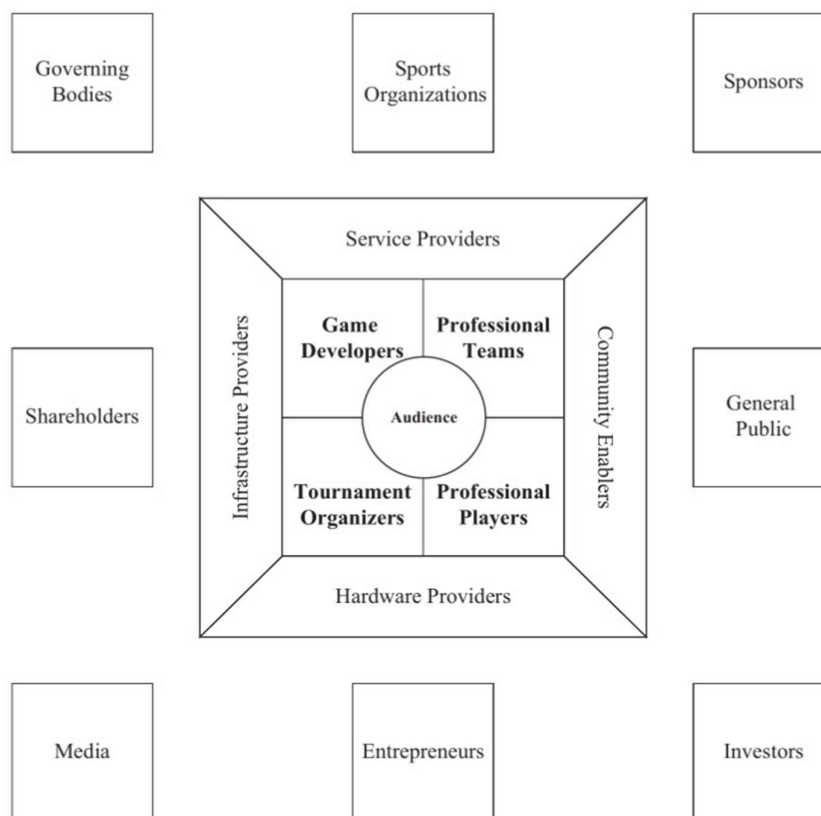 Governing
Bodies
Sports
Organizations
Sponsors
Service Providers
Infrastructure Providers
Game
Developers
Professional
Teams
Community Enablers
Shareholders
Audience
General
Public
Tournament
Organizers
Professional
Players
Hardware Providers
Media
Entrepreneurs
Investors